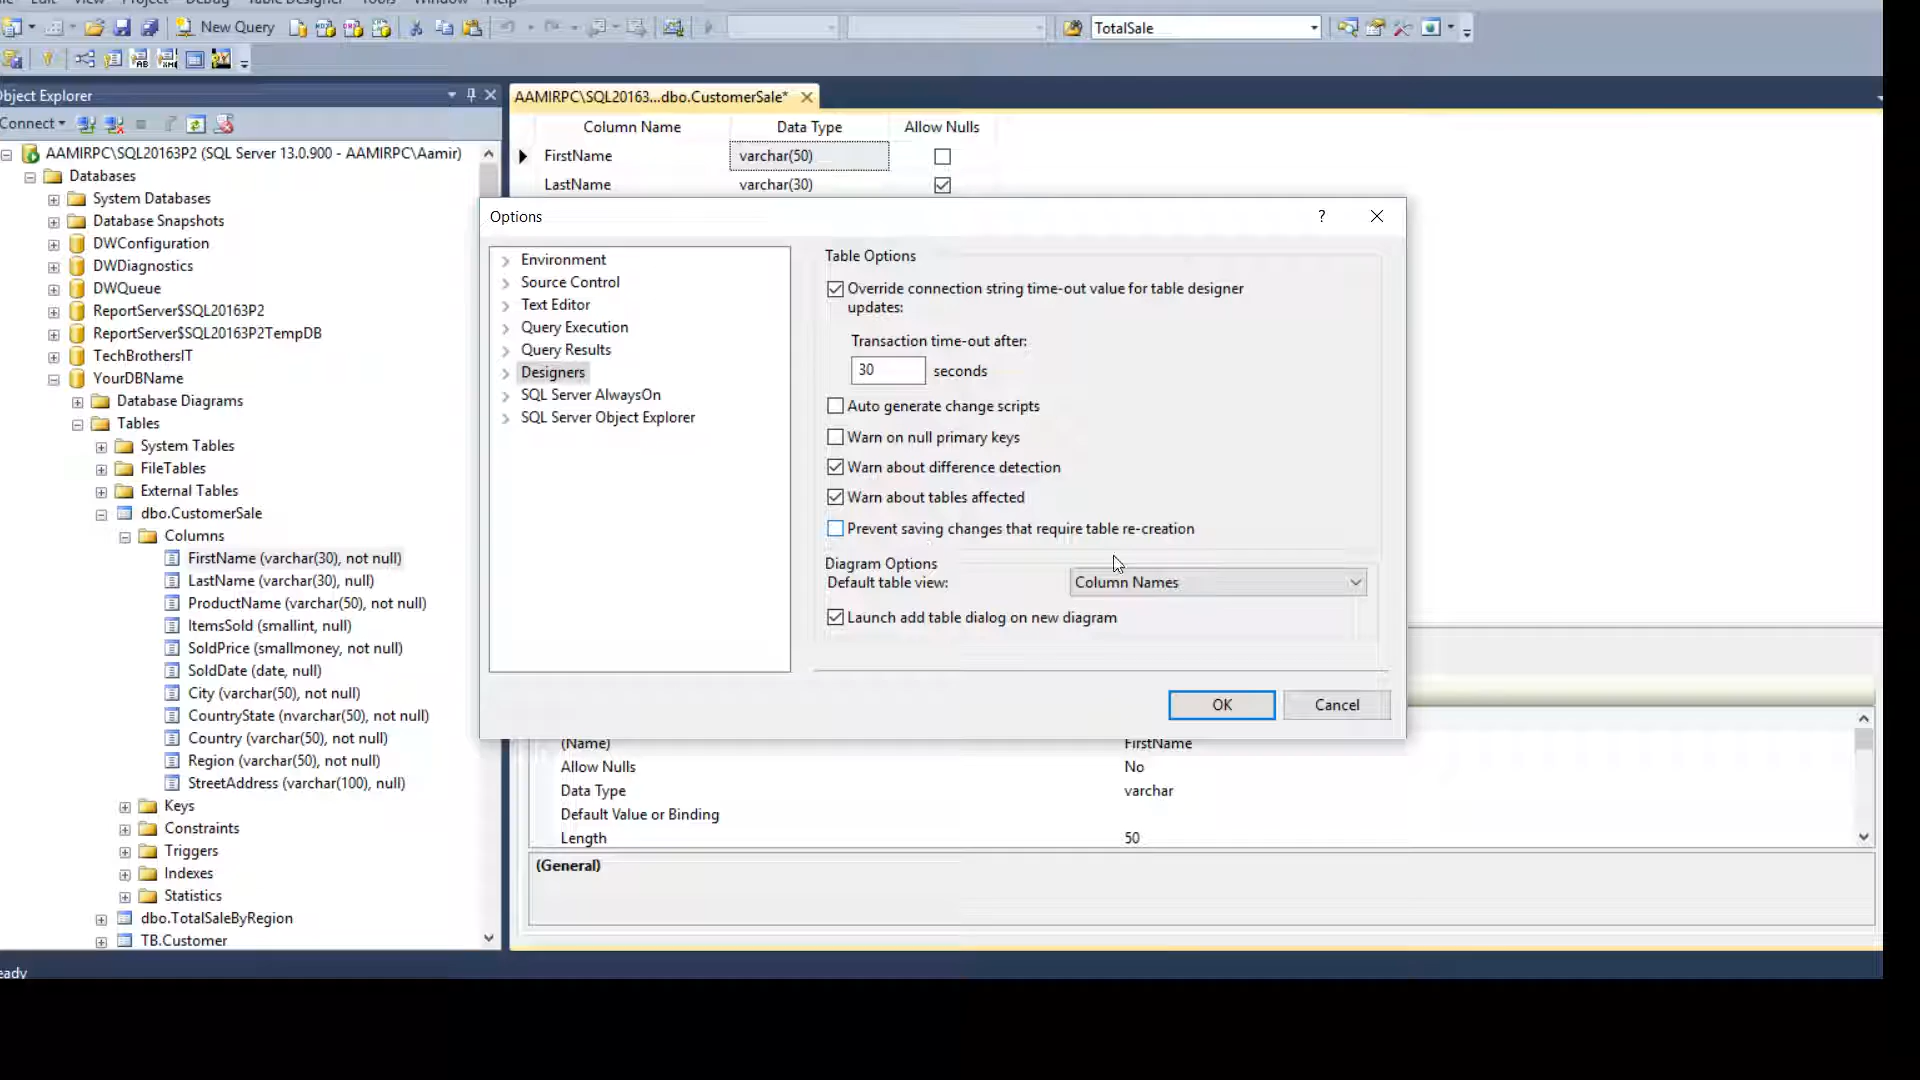 Edit View Project Debug Table Designer Tools Window Help
New Query
TotalSale
Object Explorer
Connect
AAMIRPC\SQL20163P2 (SQL Server 13.0.900 - AAMIRPC\Aamir)
Databases
System Databases
Database Snapshots
DWConfiguration
DWDiagnostics
DWQueue
ReportServer$SQL20163P2
ReportServer$SQL20163P2TempDB
TechBrothersIT
YourDBName
Database Diagrams
Tables
System Tables
FileTables
External Tables
dbo.CustomerSale
Columns
FirstName (varchar(30), not null)
LastName (varchar(30), null)
ProductName (varchar(50), not null)
ItemsSold (smallint, null)
SoldPrice (smallmoney, not null)
SoldDate (date, null)
City (varchar(50), not null)
CountryState (nvarchar(50), not null)
Country (varchar(50), not null)
Region (varchar(50), not null)
StreetAddress (varchar(100), null)
Keys
Constraints
Triggers
Indexes
Statistics
dbo.TotalSaleByRegion
TB.Customer
AAMIRPC\SQL20163...dbo.CustomerSale*
Column Name Data Type Allow Nulls
FirstName varchar(50)
LastName varchar(30)
Options
?
Environment
Source Control
Text Editor
Query Execution
Query Results
Designers
SQL Server AlwaysOn
SQL Server Object Explorer
Table Options
Override connection string time-out value for table designer
updates:
Transaction time-out after:
30 seconds
Auto generate change scripts
Warn on null primary keys
Warn about difference detection
Warn about tables affected
Prevent saving changes that require table re-creation
Diagram Options
Default table view: Column Names
Launch add table dialog on new diagram
OK Cancel
(Name) FirstName
Allow Nulls No
Data Type varchar
Default Value or Binding
Length 50
(General)
eady